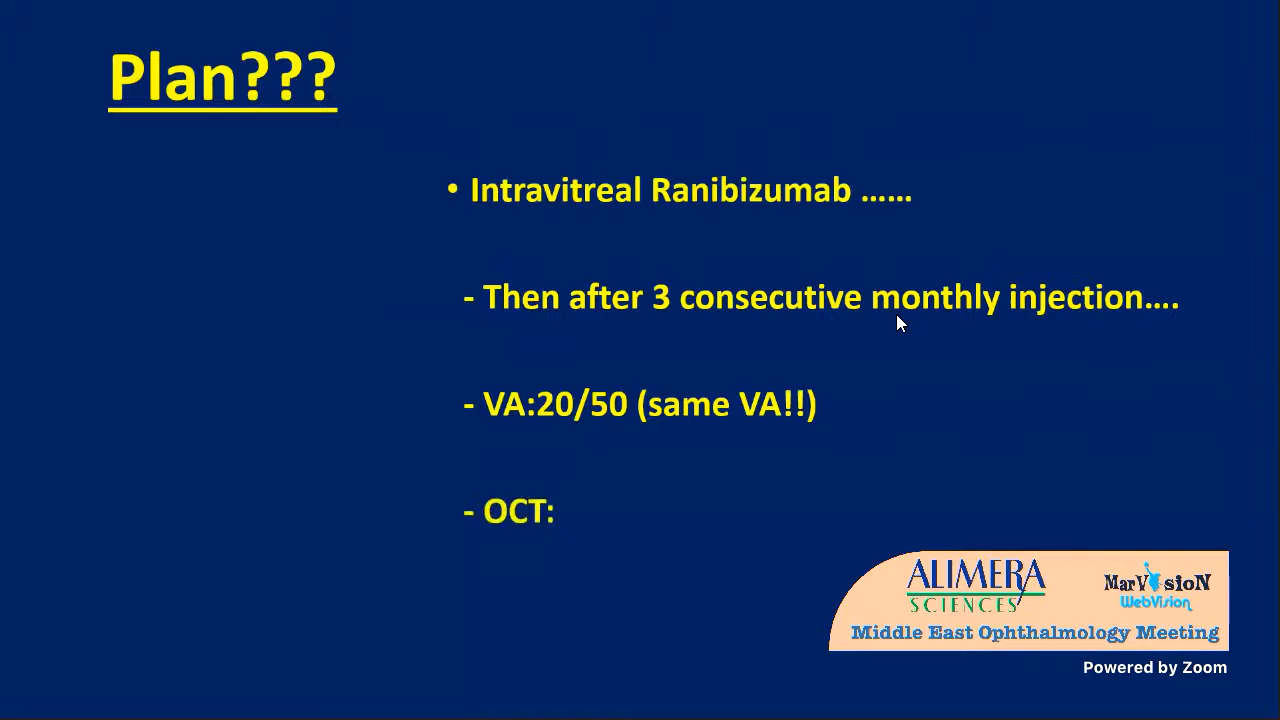 Plan???
• Intravitreal Ranibizumab ……
- Then after 3 consecutive monthly injection….
- VA:20/50 (same VA!!)
- OCT:
ALIMERA
SCIENCES
MarVisioN
WebVision
Middle East Ophthalmology Meeting
Powered by Zoom